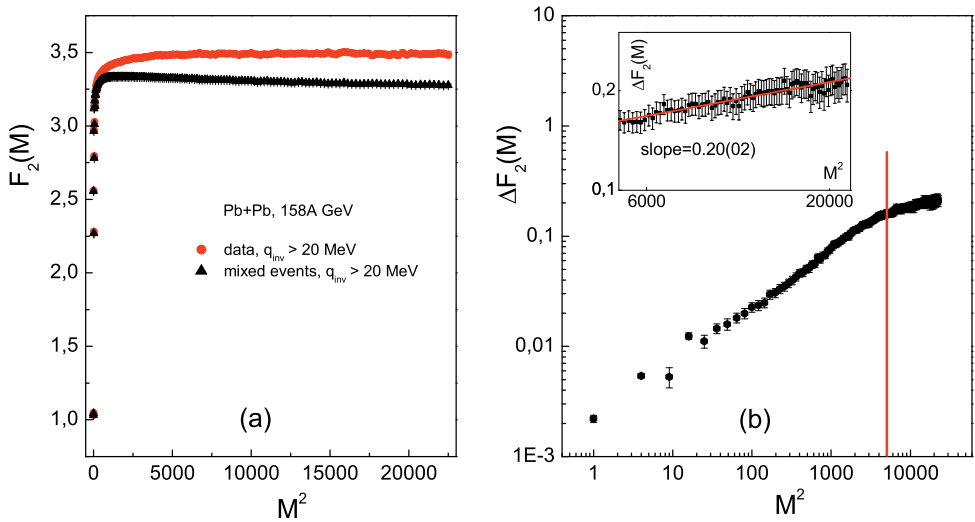 F₂(M)
3,5
3,0
2,5
2,0
1,5
1,0
0
5000
10000
15000
20000
M²
Pb+Pb, 158A GeV
data, q_inv > 20 MeV
mixed events, q_inv > 20 MeV
(a)
ΔF₂(M)
10
1
0,1
0,01
1E-3
1
10
100
1000
10000
M²
(b)
ΔF₂(M)
0,2
0,1
slope=0.20(02)
M²
6000
20000